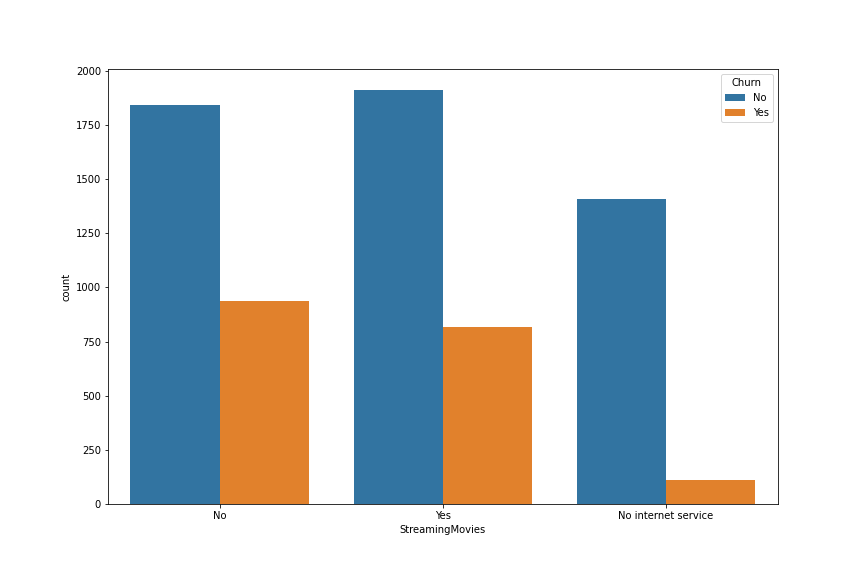 Churn
No
Yes
2000
1750
1500
1250
1000
750
500
250
0
count
No
Yes
No internet service
StreamingMovies